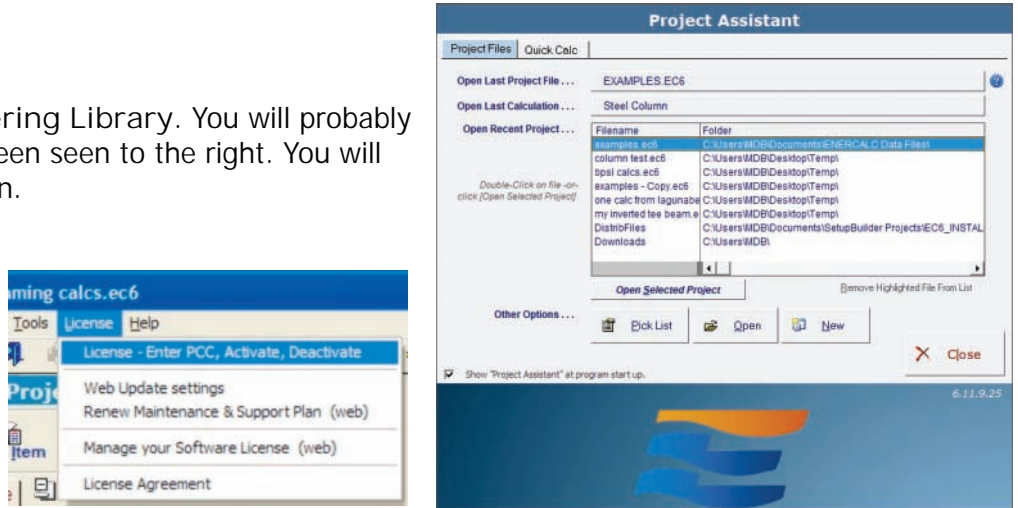 ering Library. You will probably
een seen to the right. You will
n.
aming calcs.ec6
Tools License Help
License - Enter PCC, Activate, Deactivate
Web Update settings
Renew Maintenance & Support Plan (web)
Manage your Software License (web)
License Agreement
Proje
Item
Project Assistant
Project Files Quick Calc
Open Last Project File . . . EXAMPLES.EC6
Open Last Calculation . . . Steel Column
Open Recent Project . . . Filename Folder
examples.ec6 C:\Users\MDB\Documents\ENERCALC Data Files\
column test.ec6 C:\Users\MDB\Desktop\Temp\
bpsi calcs.ec6 C:\Users\MDB\Desktop\Temp\
examples - Copy.ec6 C:\Users\MDB\Desktop\Temp\
one calc from lagunabe C:\Users\MDB\Desktop\Temp\
my inverted tee beam.e C:\Users\MDB\Desktop\Temp\
DistribFiles C:\Users\MDB\Documents\SetupBuilder Projects\EC6_INSTAL
Downloads C:\Users\MDB\
Double-Click on file -or-
click [Open Selected Project]
Open Selected Project Remove Highlighted File From List
Other Options . . . Pick List Open New
Close
Show "Project Assistant" at program start up.
6.11.9.25